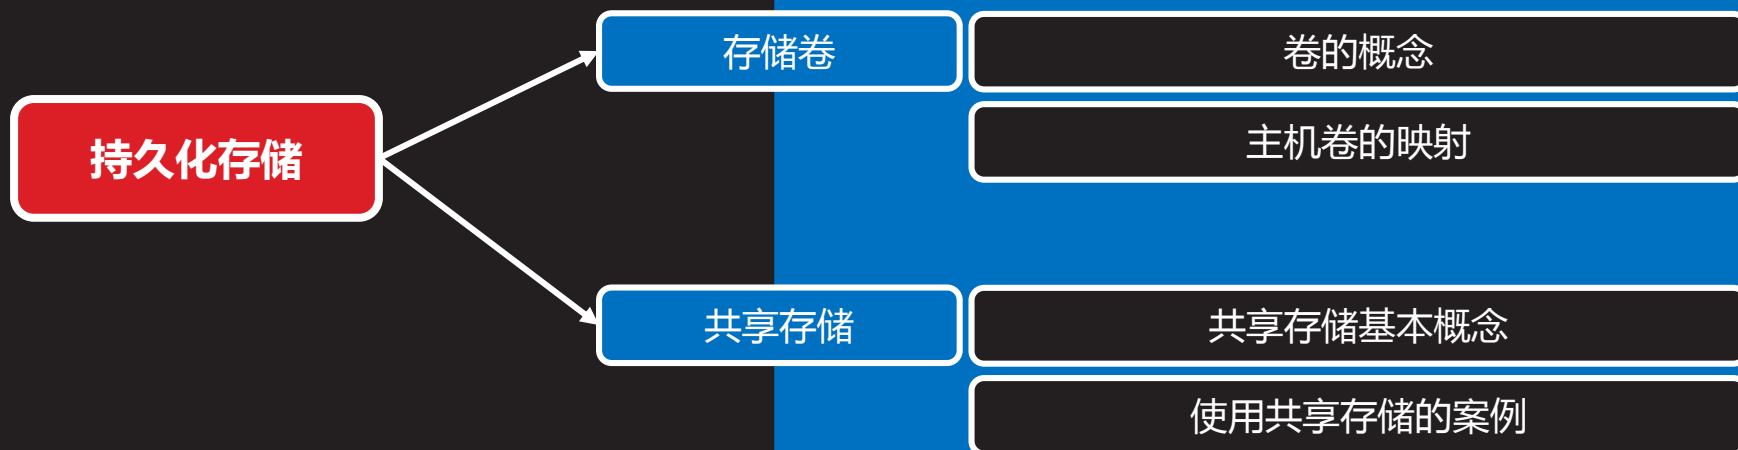 持久化存储
存储卷
卷的概念
主机卷的映射
共享存储
共享存储基本概念
使用共享存储的案例